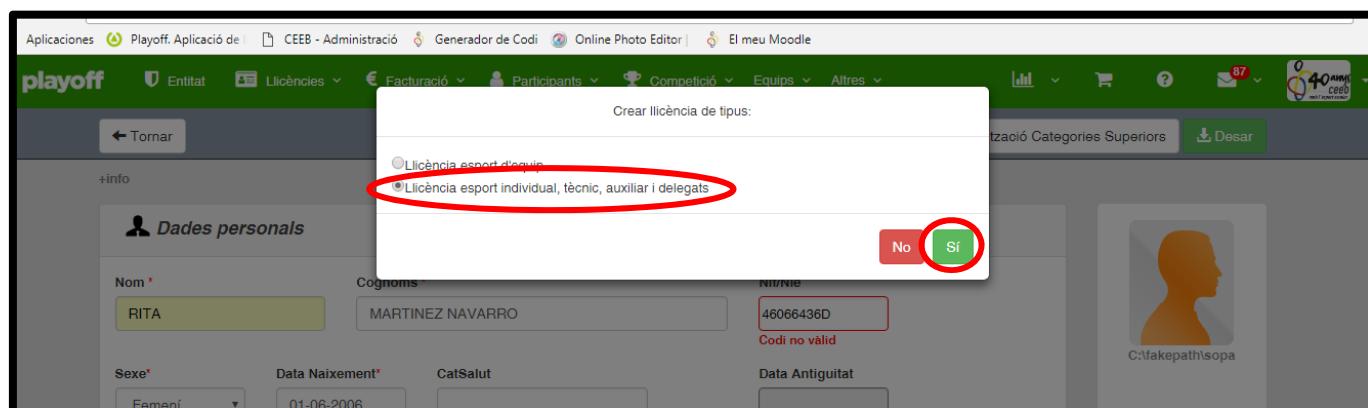 Aplicaciones Playoff. Aplicació de CEEB - Administració Generador de Codi Online Photo Editor | El meu Moodle
playoff Entitat Llicències Facturació Participants Competició Equips Altres 87 40 anys ceeb
Crear llicència de tipus:
Tornar tzació Categories Superiors Desar
Llicència esport d'equip
+info
Llicència esport individual, tècnic, auxiliar i delegats
Dades personals
No Sí
Nom * Cognoms * Nif/Nie
RITA MARTINEZ NAVARRO 46066436D
Codi no vàlid
C:\fakepath\sopa
Sexe* Data Naixement* CatSalut Data Antiguitat
Femení 01-06-2006